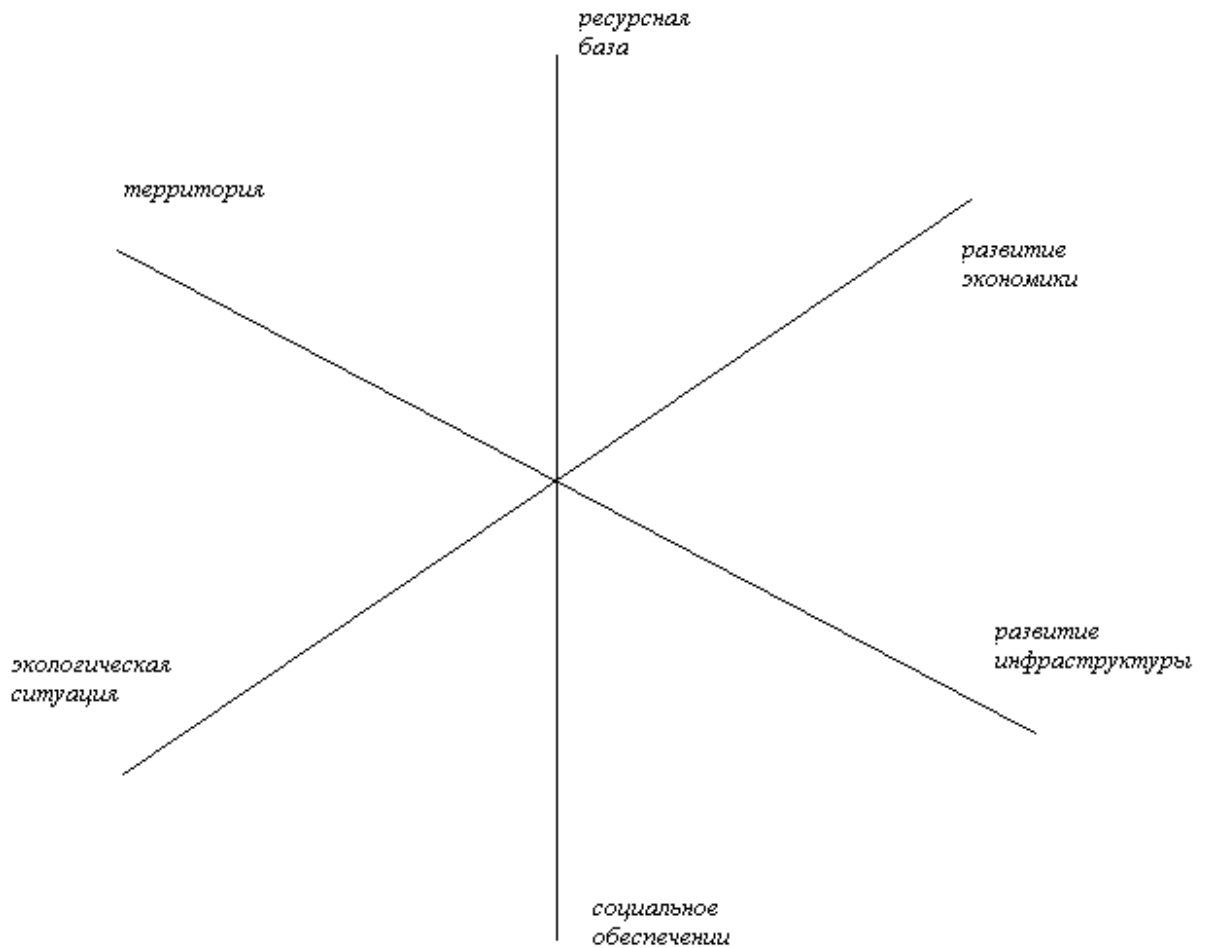 ресурсная
база
территория
развитие
экономики
развитие
инфраструктуры
экологическая
ситуация
социальное
обеспечении